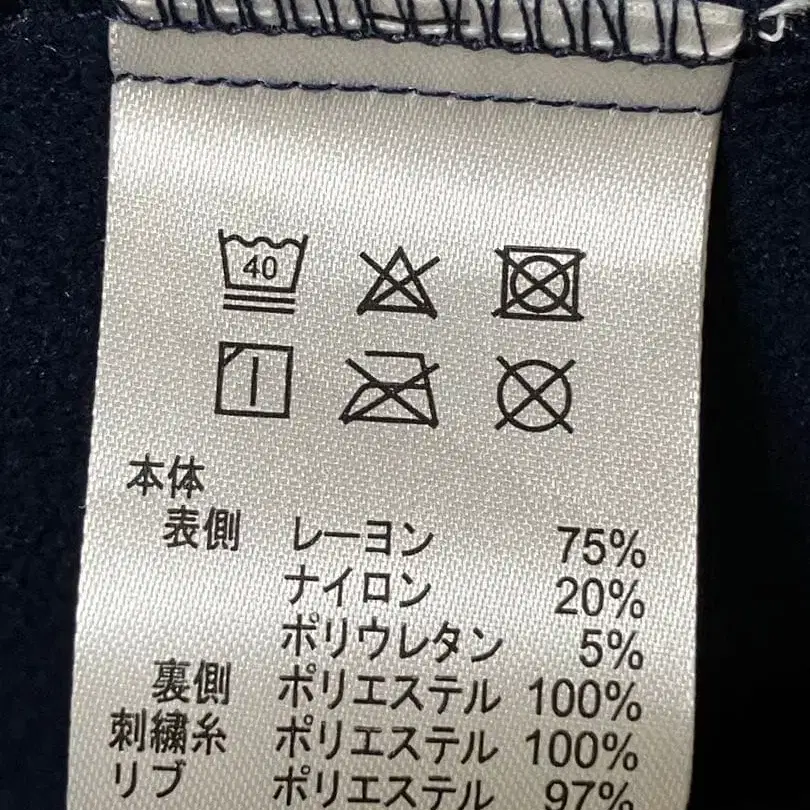 40
本体
表側 レーヨン 75%
ナイロン 20%
ポリウレタン 5%
裏側 ポリエステル 100%
刺繍糸 ポリエステル 100%
リブ ポリエステル 97%